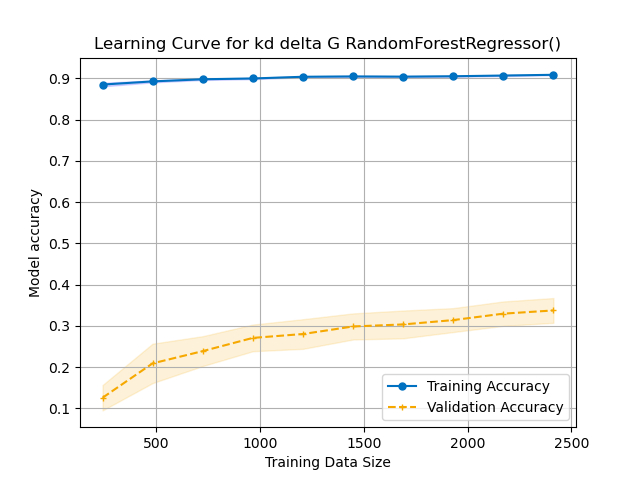 Learning Curve for kd delta G RandomForestRegressor()
Model accuracy
0.9
0.8
0.7
0.6
0.5
0.4
0.3
0.2
0.1
Training Accuracy
Validation Accuracy
500 1000 1500 2000 2500
Training Data Size